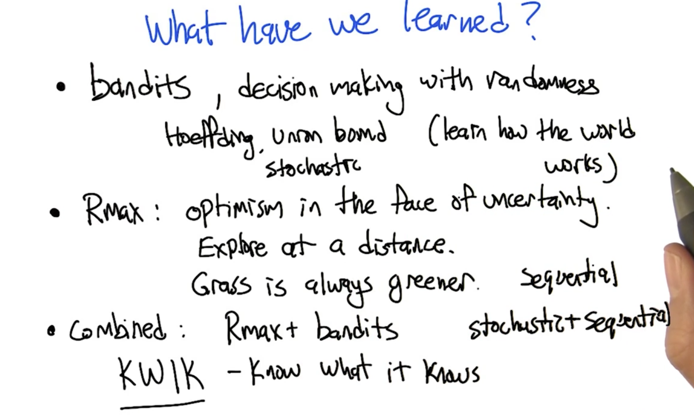 What have we learned?
• bandits, decision making with randomness
Hoeffding, union bound (learn how the world
stochastic works)
• Rmax: optimism in the face of uncertainty.
Explore at a distance.
Grass is always greener. sequential
• Combined: Rmax + bandits stochastic + sequential
KWIK - Know what it knows